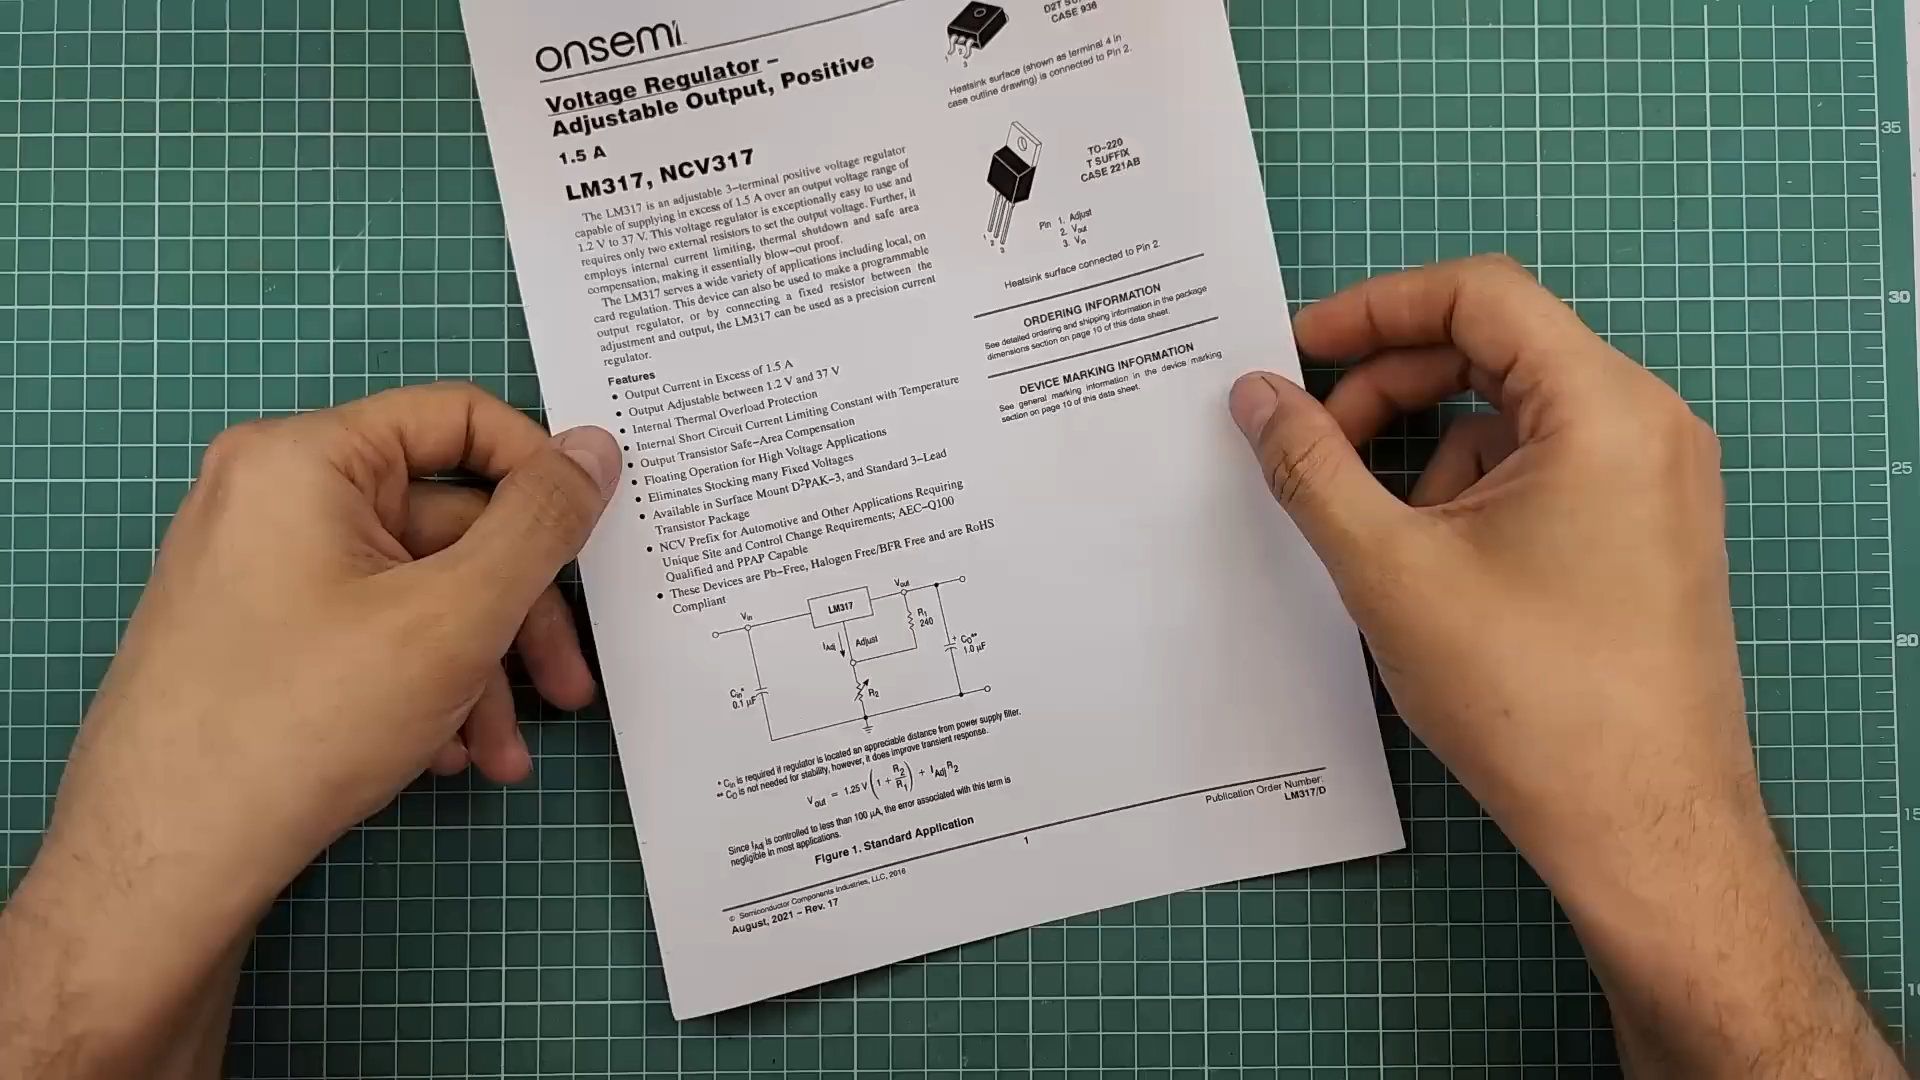 onsemi
Voltage Regulator –
Adjustable Output, Positive
1.5 A
LM317, NCV317
The LM317 is an adjustable 3–terminal positive voltage regulator
capable of supplying in excess of 1.5 A over an output voltage range of
1.2 V to 37 V. This voltage regulator is exceptionally easy to use and
requires only two external resistors to set the output voltage. Further, it
employs internal current limiting, thermal shutdown and safe area
compensation, making it essentially blow–out proof.
The LM317 serves a wide variety of applications including local, on
card regulation. This device can also be used to make a programmable
output regulator, or by connecting a fixed resistor between the
adjustment and output, the LM317 can be used as a precision current
regulator.
Features
• Output Current in Excess of 1.5 A
• Output Adjustable between 1.2 V and 37 V
• Internal Thermal Overload Protection
• Internal Short Circuit Current Limiting Constant with Temperature
• Output Transistor Safe–Area Compensation
• Floating Operation for High Voltage Applications
• Eliminates Stocking many Fixed Voltages
• Available in Surface Mount D²PAK–3, and Standard 3–Lead
Transistor Package
• NCV Prefix for Automotive and Other Applications Requiring
Unique Site and Control Change Requirements; AEC–Q100
Qualified and PPAP Capable
• These Devices are Pb–Free, Halogen Free/BFR Free and are RoHS
Compliant
Vin
LM317
Vout
R1
240
IAdj
Adjust
+ CO**
1.0 µF
Cin*
0.1 µF
R2
* Cin is required if regulator is located an appreciable distance from power supply filter.
** CO is not needed for stability, however, it does improve transient response.
Vout = 1.25 V (1 + R2/R1) + IAdj R2
Since IAdj is controlled to less than 100 µA, the error associated with this term is
negligible in most applications.
Figure 1. Standard Application
CASE 936
1
2
3
Heatsink surface (shown as terminal 4 in
case outline drawing) is connected to Pin 2.
TO–220
T SUFFIX
CASE 221AB
1
2
3
Pin 1. Adjust
2. Vout
3. Vin
Heatsink surface connected to Pin 2.
ORDERING INFORMATION
See detailed ordering and shipping information in the package
dimensions section on page 10 of this data sheet.
DEVICE MARKING INFORMATION
See general marking information in the device marking
section on page 10 of this data sheet.
© Semiconductor Components Industries, LLC, 2016
August, 2021 – Rev. 17
1
Publication Order Number:
LM317/D
35
30
25
20
15
10